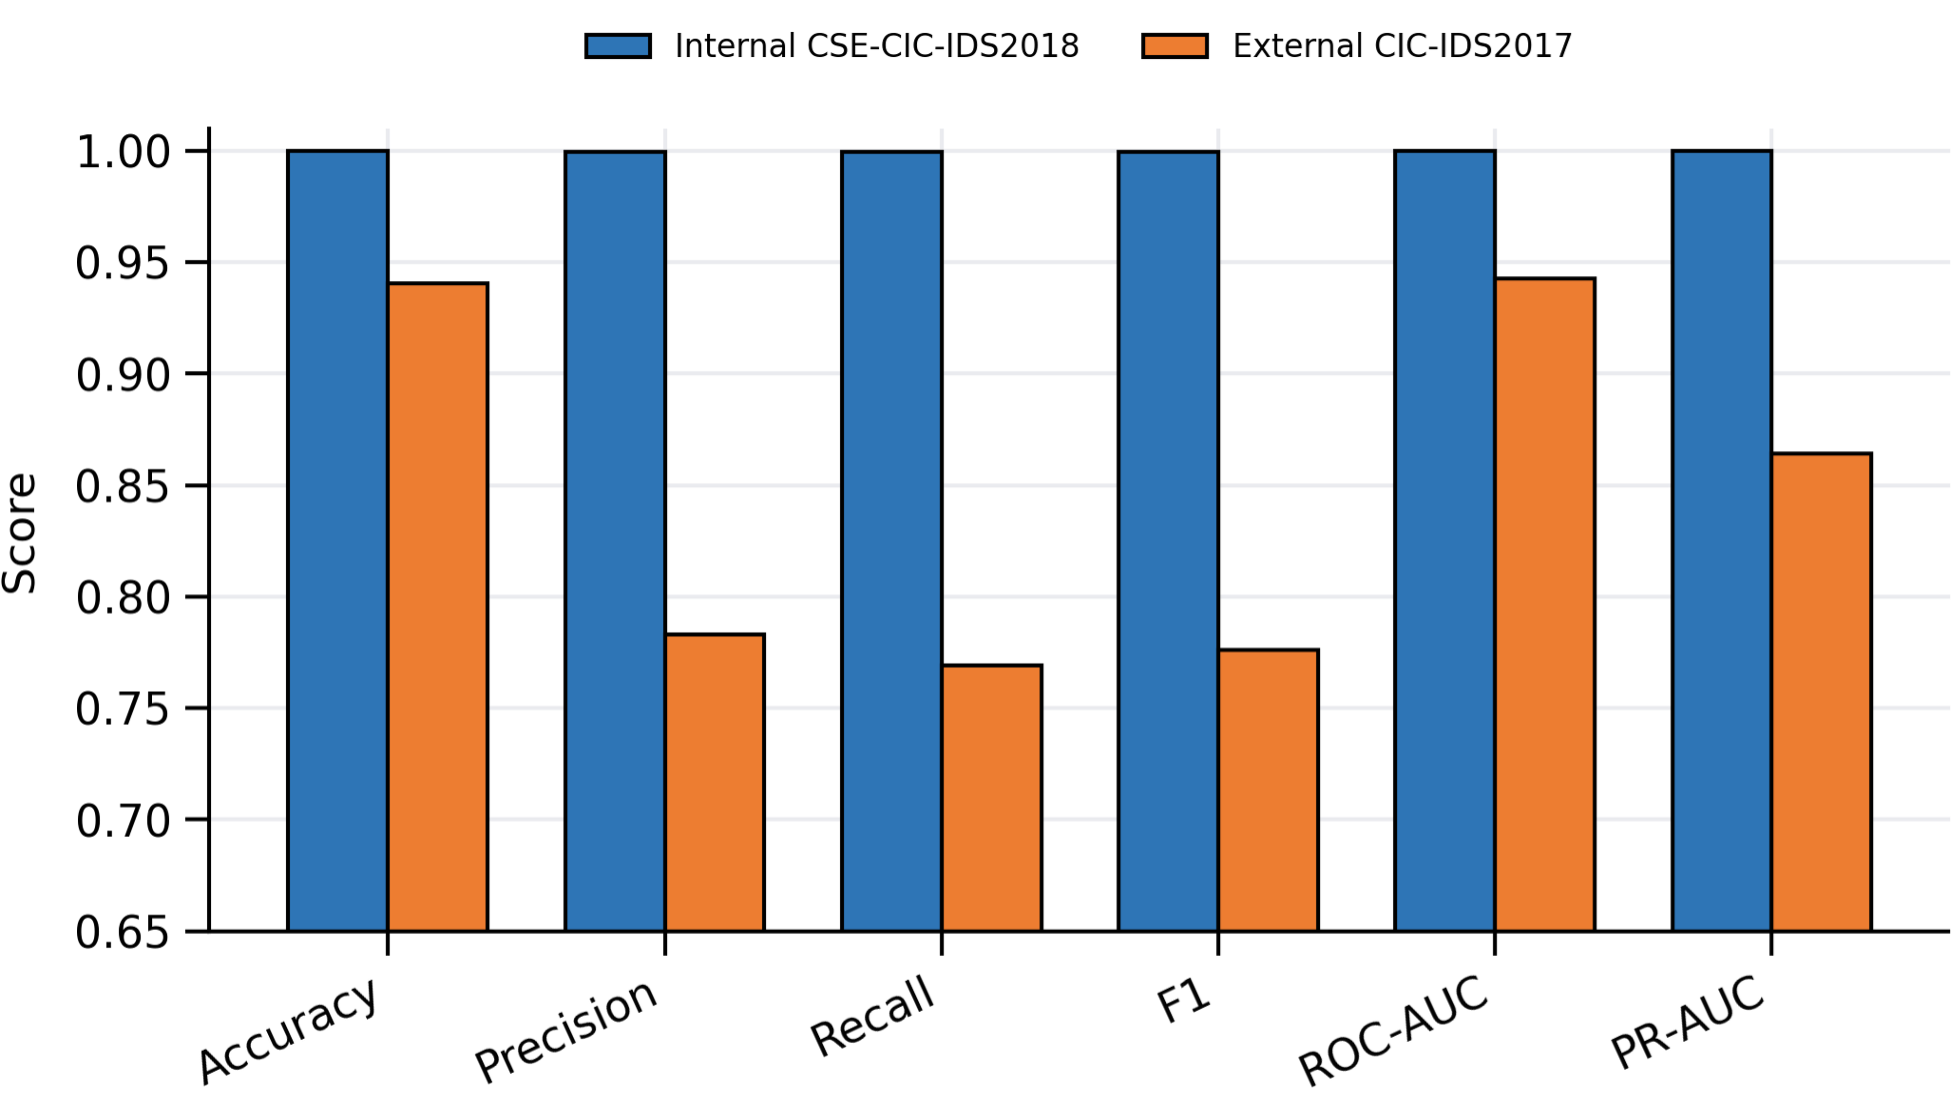 Internal CSE-CIC-IDS2018
External CIC-IDS2017
1.00
0.95
0.90
0.85
0.80
0.75
0.70
0.65
Score
Accuracy
Precision
Recall
F1
ROC-AUC
PR-AUC